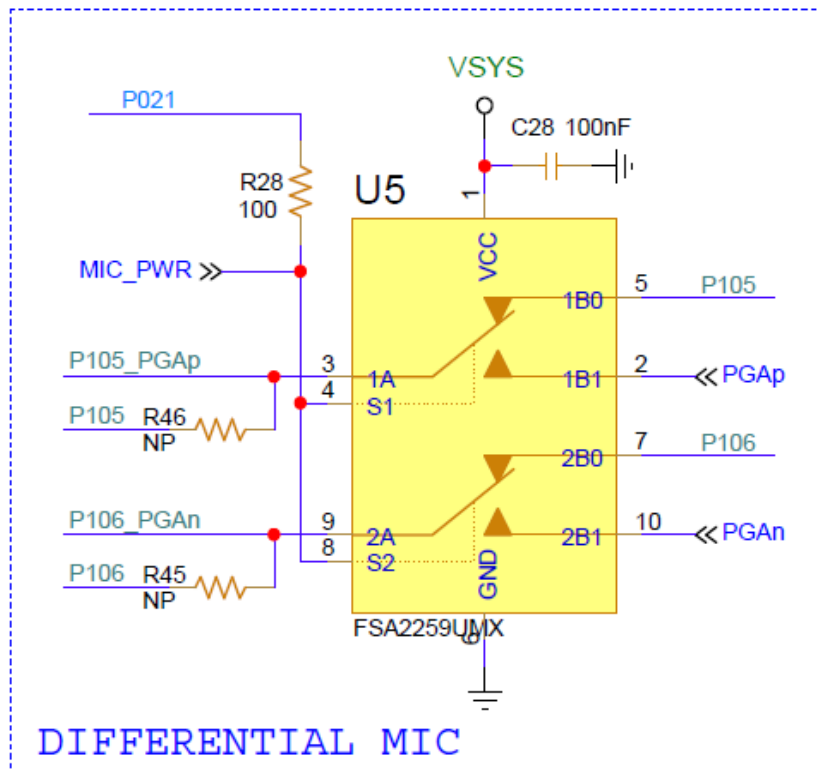 VSYS
P021
C28 100nF
R28
100
U5
1
VCC
MIC_PWR
1B0
5
P105
P105_PGAp
3
1A
1B1
2
PGAp
4
S1
P105
R46
NP
2B0
7
P106
P106_PGAn
9
2A
2B1
10
PGAn
8
S2
P106
R45
NP
GND
6
FSA2259UMX
DIFFERENTIAL MIC